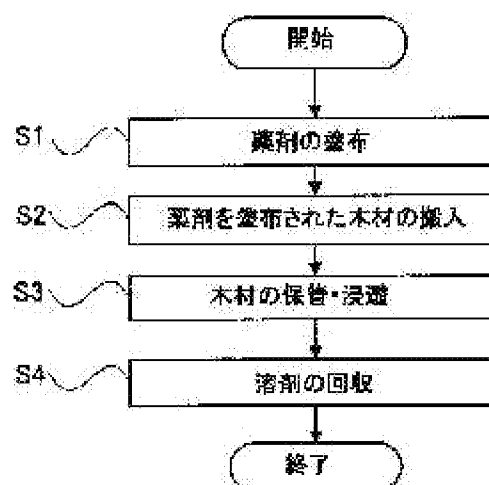 開始
S1 薬剤の塗布
S2 薬剤を塗布された木材の搬入
S3 木材の保管・浸透
S4 溶剤の回収
終了